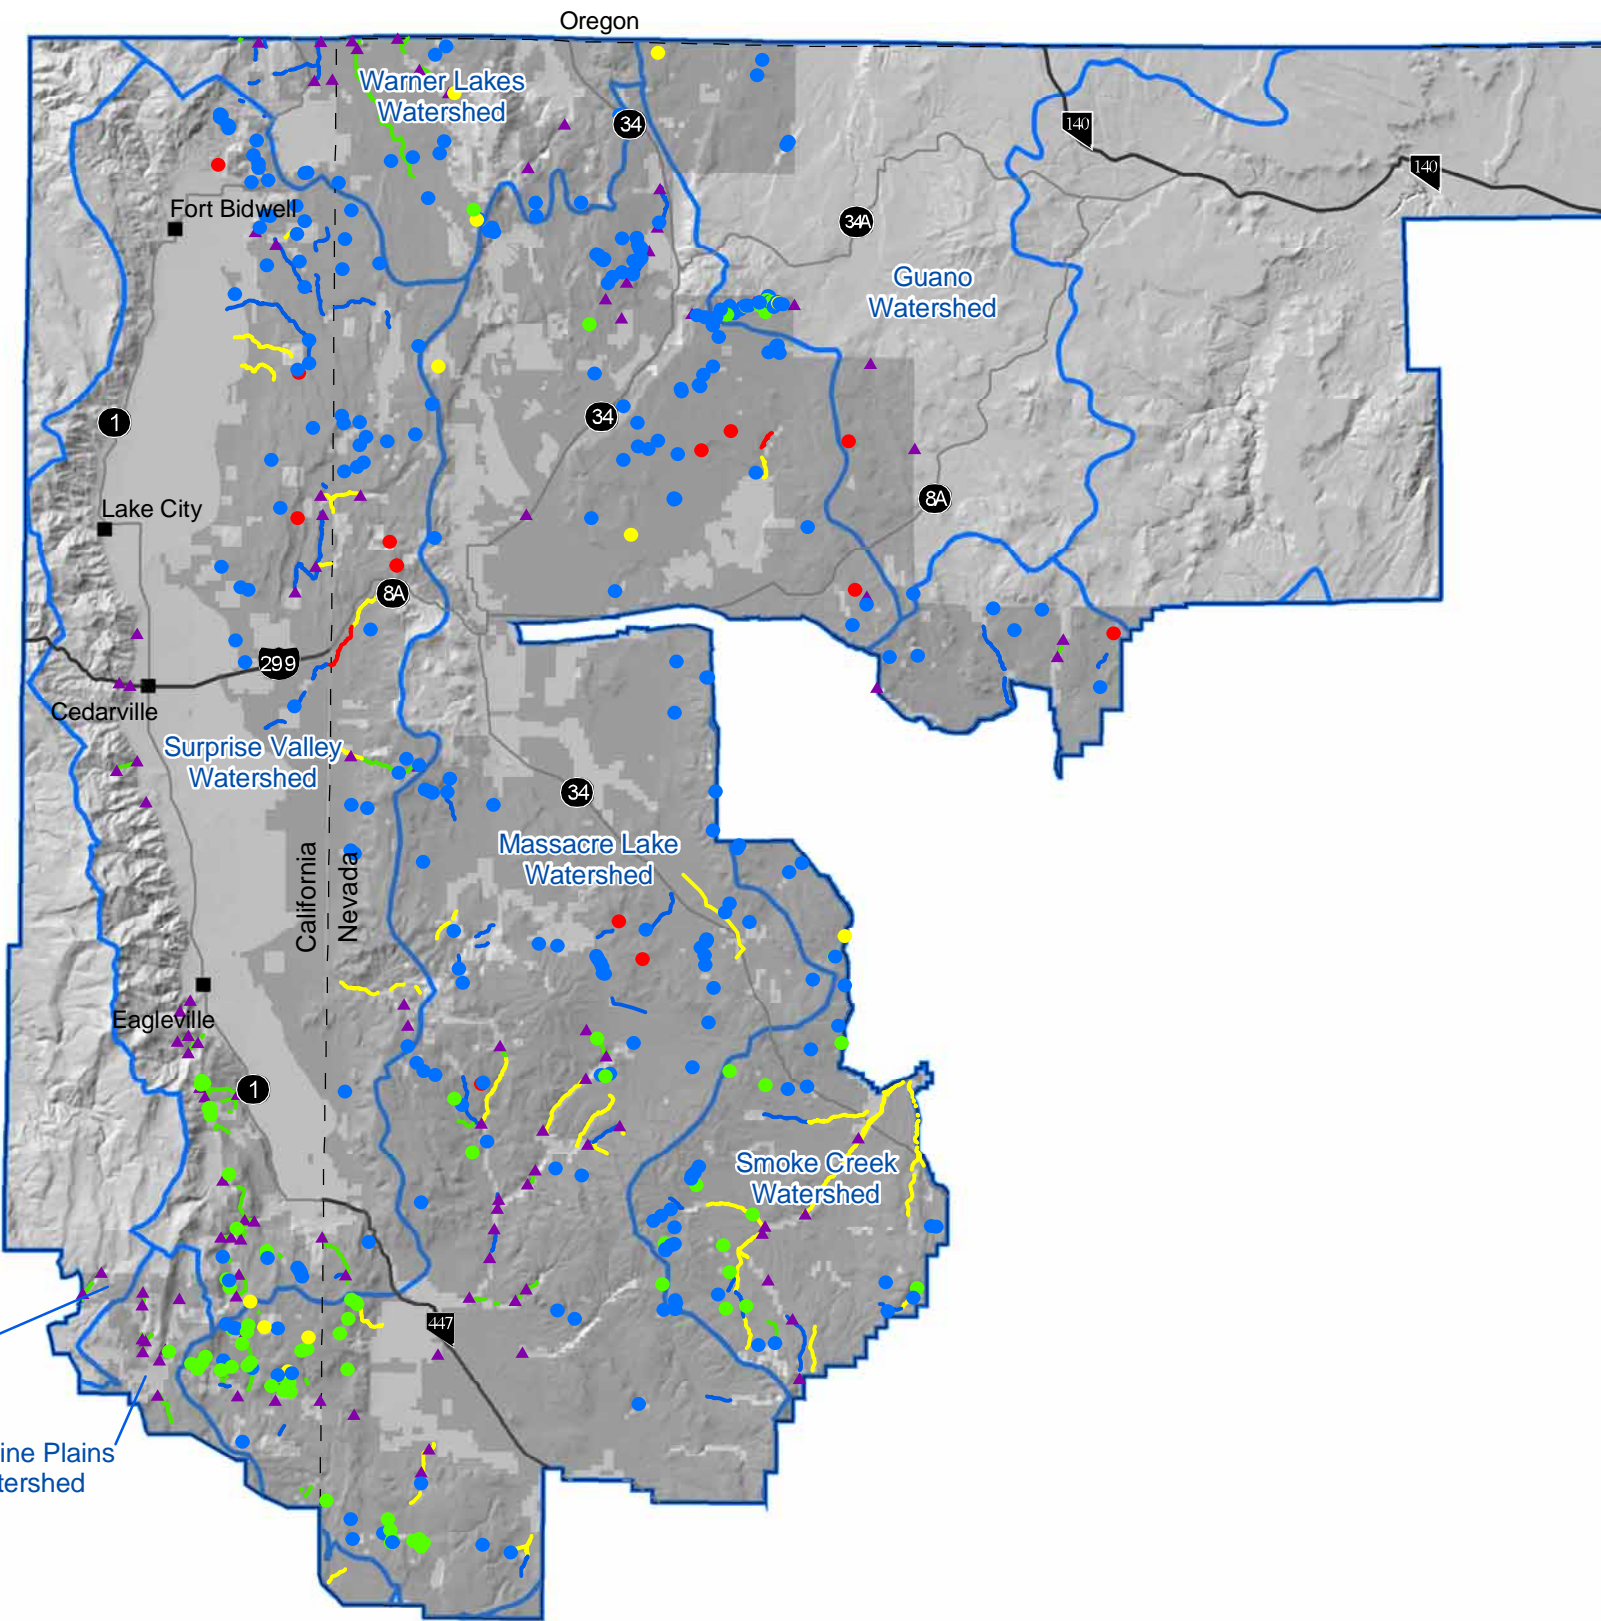 Oregon
Warner Lakes
Watershed
34
140
140
Fort Bidwell
34A
Guano
Watershed
1
34
Lake City
8A
8A
299
Cedarville
Surprise Valley
Watershed
34
Massacre Lake
Watershed
California
Nevada
Eagleville
1
Smoke Creek
Watershed
447
ine Plains
tershed